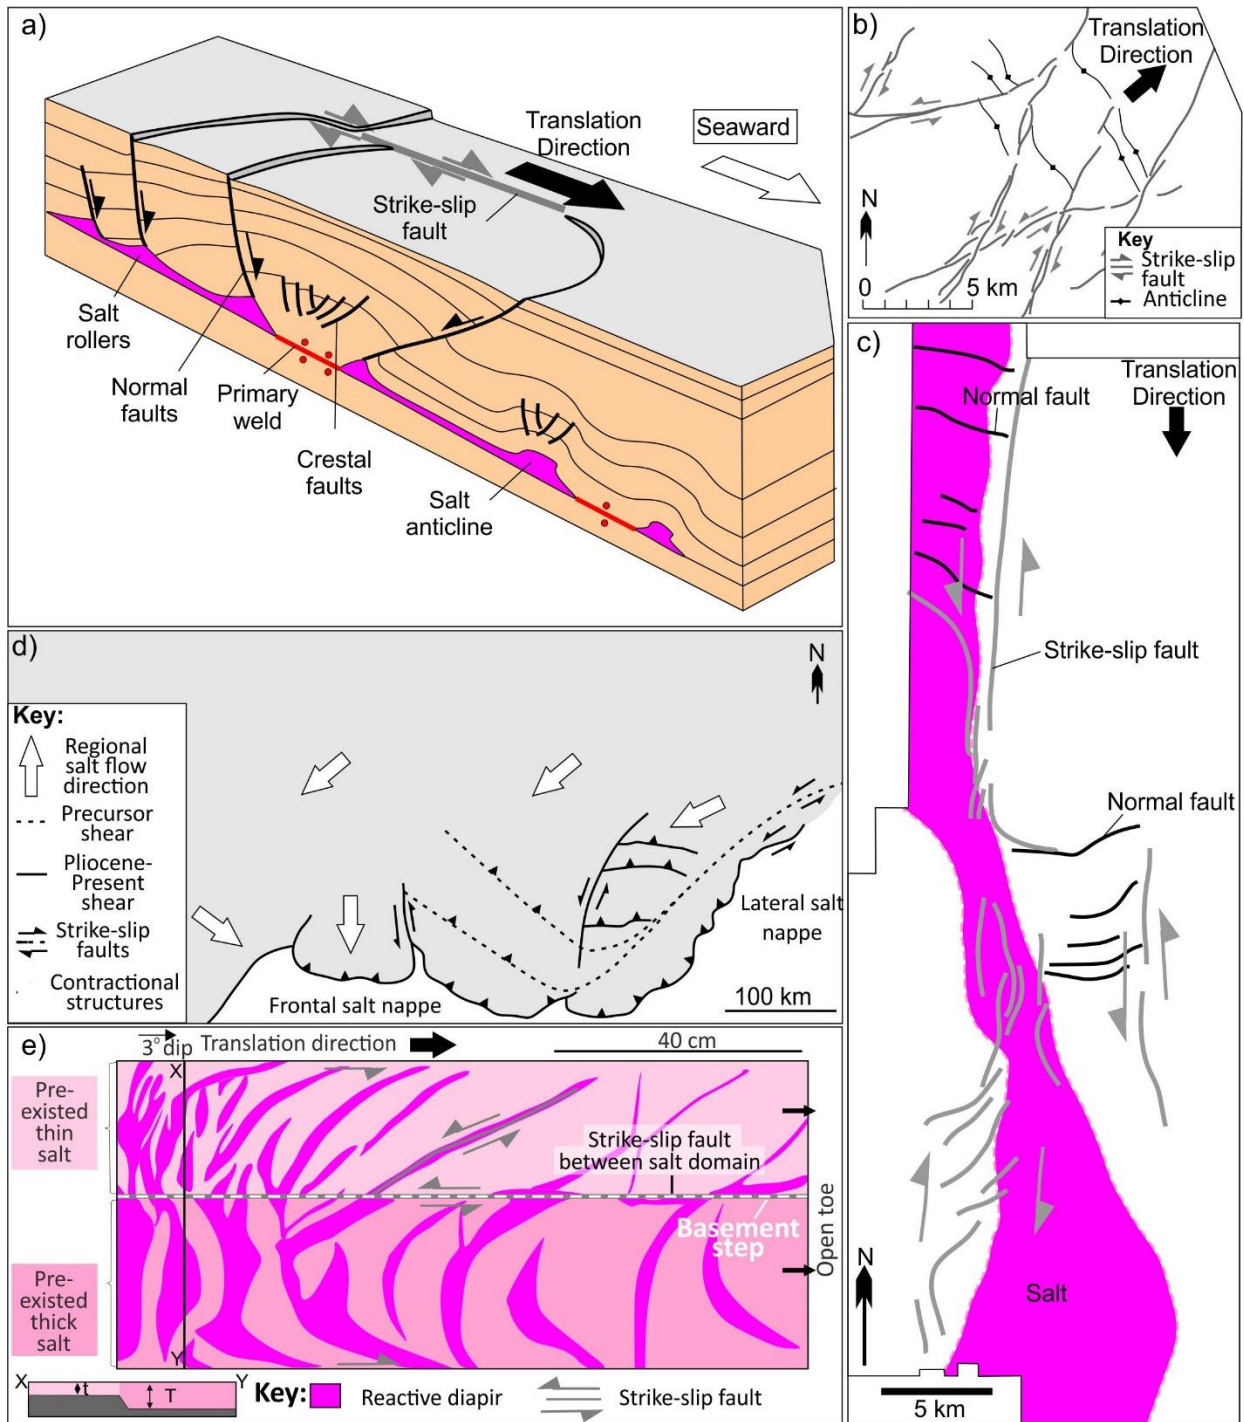 a)
Translation
Direction
Seaward
Strike-slip
fault
Salt
rollers
Normal
faults
Primary
weld
Crestal
faults
Salt
anticline
b)
Translation
Direction
N
0
5 km
Key
Strike-slip
fault
Anticline
c)
Translation
Direction
Normal fault
Strike-slip fault
Normal fault
Salt
N
5 km
d)
N
Key:
Regional
salt flow
direction
Precursor
shear
Pliocene-
Present
shear
Strike-slip
faults
Contractional
structures
Frontal salt nappe
Lateral salt
nappe
100 km
e)
3° dip
Translation direction
40 cm
X
Pre-
existed
thin
salt
Strike-slip fault
between salt domain
Basement
step
Open toe
Pre-
existed
thick
salt
Y
X
t
T
Y
Key:
Reactive diapir
Strike-slip fault